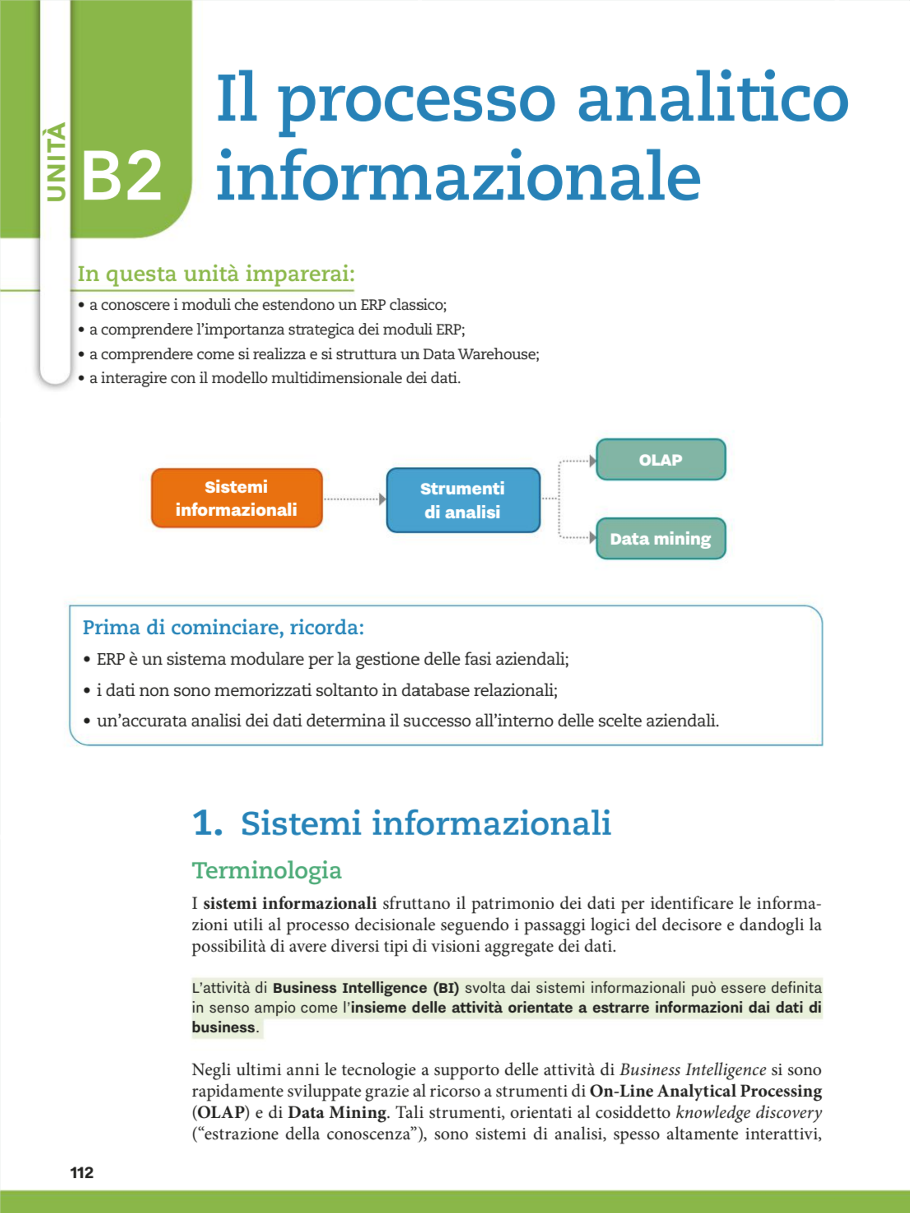 UNITÀ
B2
Il processo analitico
informazionale
In questa unità imparerai:
• a conoscere i moduli che estendono un ERP classico;
• a comprendere l'importanza strategica dei moduli ERP;
• a comprendere come si realizza e si struttura un Data Warehouse;
• a interagire con il modello multidimensionale dei dati.
Sistemi
informazionali
Strumenti
di analisi
OLAP
Data mining
Prima di cominciare, ricorda:
• ERP è un sistema modulare per la gestione delle fasi aziendali;
• i dati non sono memorizzati soltanto in database relazionali;
• un'accurata analisi dei dati determina il successo all'interno delle scelte aziendali.
1. Sistemi informazionali
Terminologia
I sistemi informazionali sfruttano il patrimonio dei dati per identificare le informa-
zioni utili al processo decisionale seguendo i passaggi logici del decisore e dandogli la
possibilità di avere diversi tipi di visioni aggregate dei dati.
L'attività di Business Intelligence (BI) svolta dai sistemi informazionali può essere definita
in senso ampio come l'insieme delle attività orientate a estrarre informazioni dai dati di
business.
Negli ultimi anni le tecnologie a supporto delle attività di Business Intelligence si sono
rapidamente sviluppate grazie al ricorso a strumenti di On-Line Analytical Processing
(OLAP) e di Data Mining. Tali strumenti, orientati al cosiddetto knowledge discovery
("estrazione della conoscenza"), sono sistemi di analisi, spesso altamente interattivi,
112